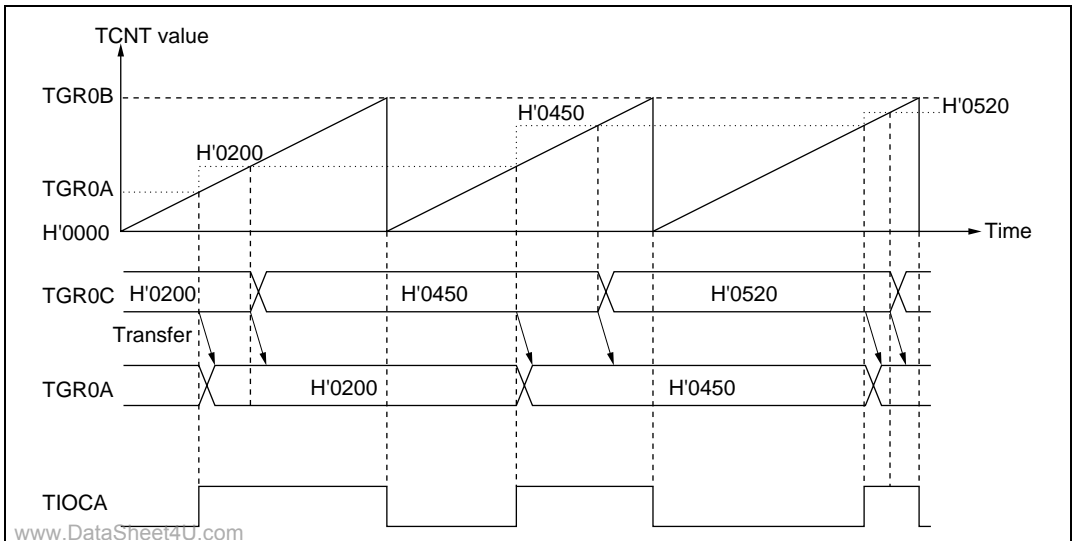 TCNT value
TGR0B
H'0520
H'0450
H'0200
TGR0A
H'0000
Time
TGR0C H'0200 H'0450 H'0520
Transfer
TGR0A H'0200 H'0450
TIOCA
www.DataSheet4U.com